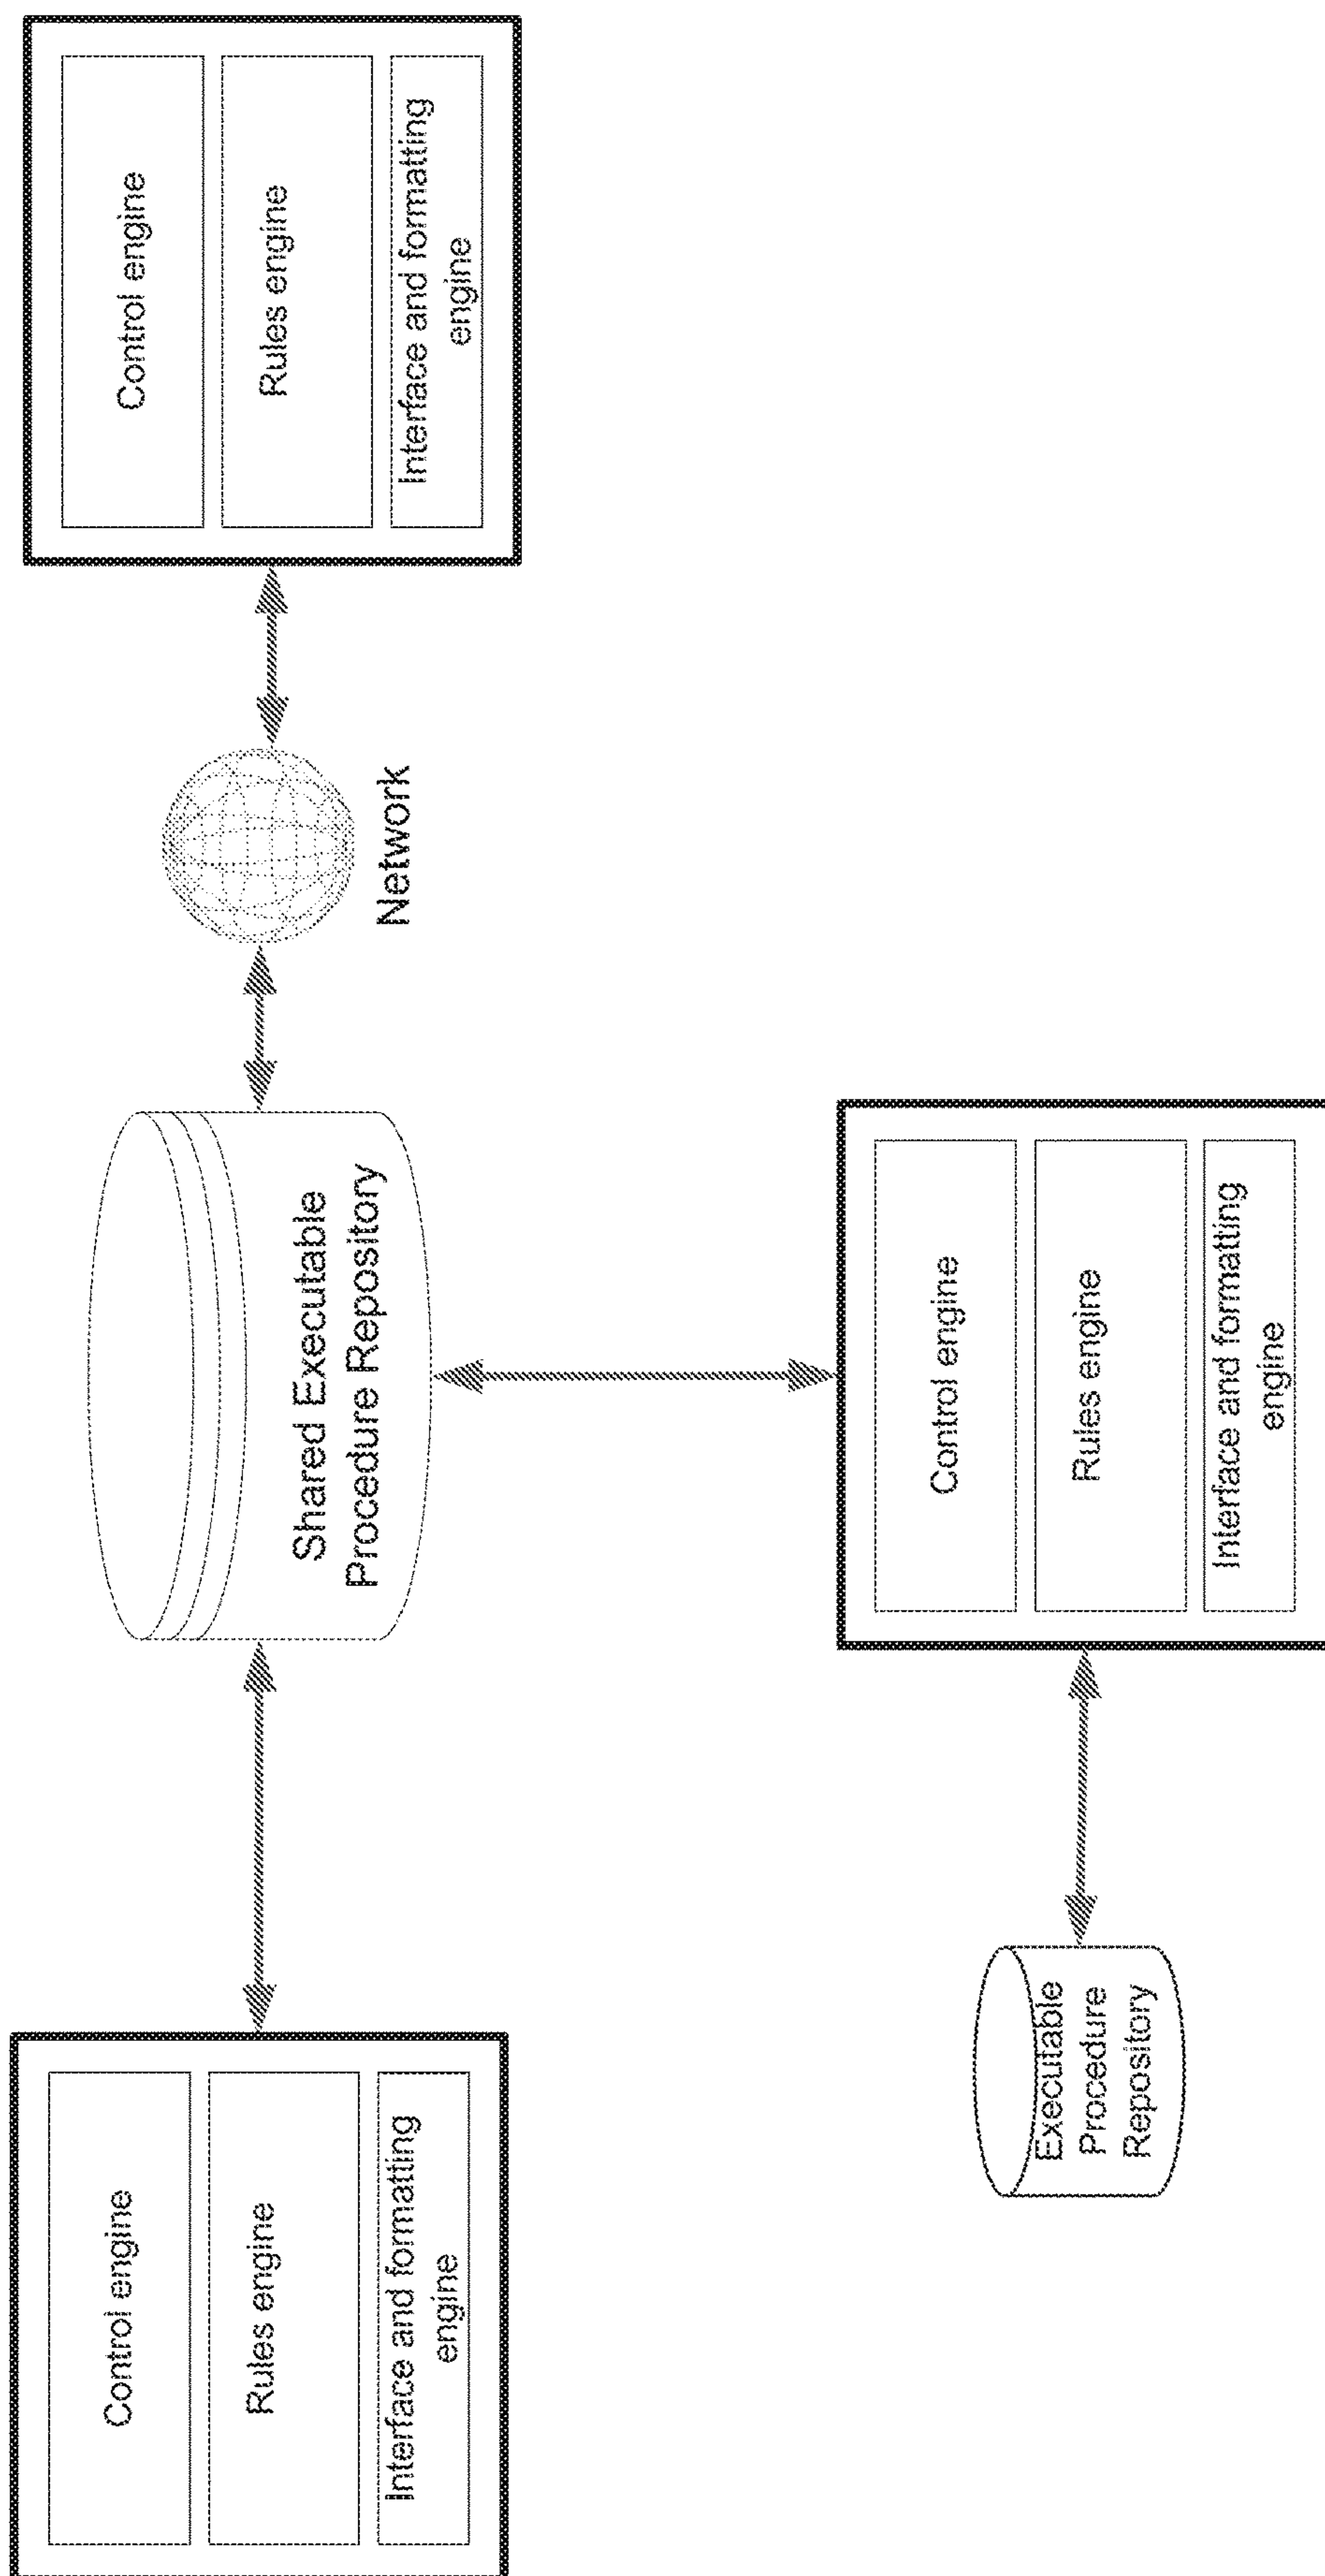 Control engine
Rules engine
Interface and formatting
engine
Shared Executable
Procedure Repository
Network
Control engine
Rules engine
Interface and formatting
engine
Executable
Procedure
Repository
Control engine
Rules engine
Interface and formatting
engine